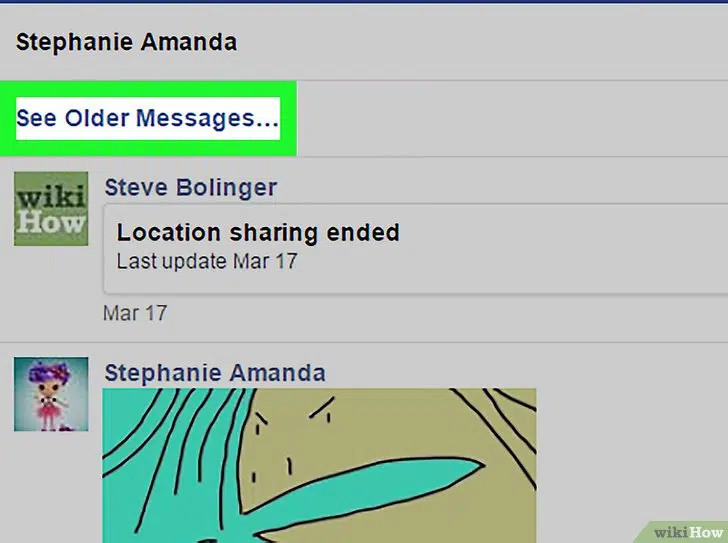 Stephanie Amanda
See Older Messages...
wiki
How
Steve Bolinger
Location sharing ended
Last update Mar 17
Mar 17
Stephanie Amanda
wikiHow